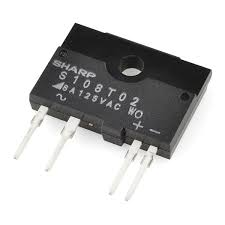 SHARP
S108T02
8A125VAC WO
~ +